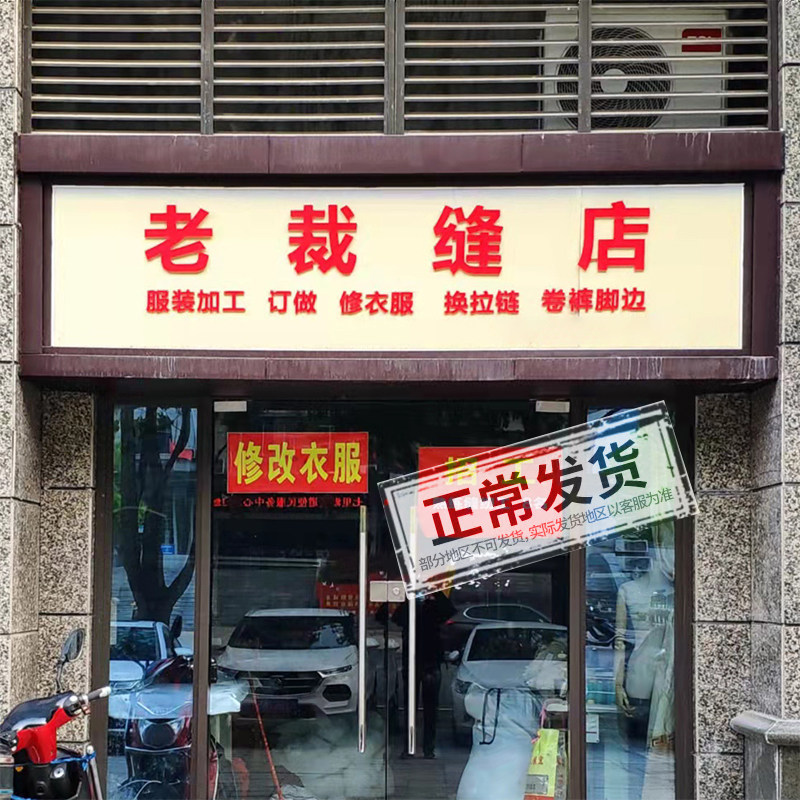 老裁缝店
服装加工 订做 修衣服 换拉链 卷裤脚边
修改衣服
正常发货
部分地区不可发货,实际发货地区以客服为准